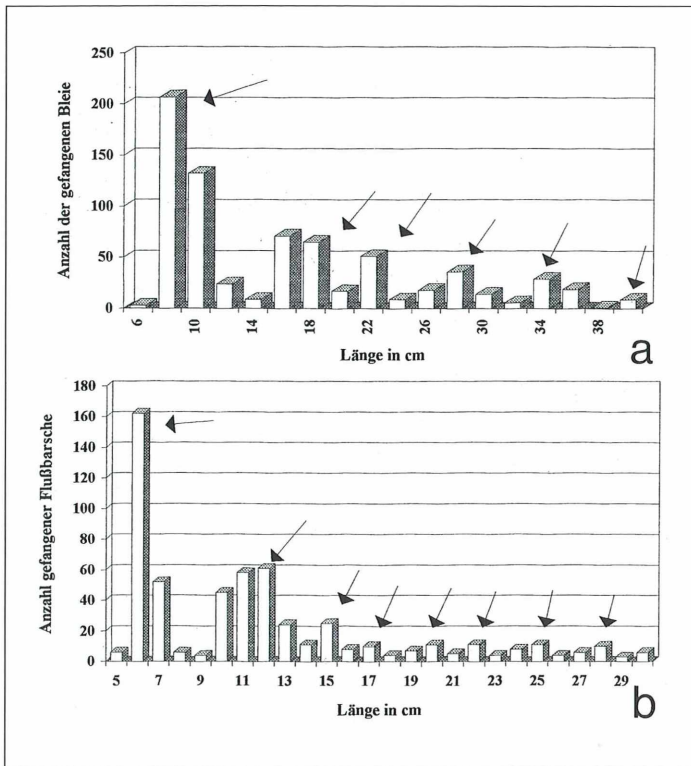 250
200
150
100
50
0
Anzahl der gefangenen Bleie
6 10 14 18 22 26 30 34 38
Länge in cm
a
180
160
140
120
100
80
60
40
20
0
Anzahl gefangener Flußbarsche
5 7 9 11 13 15 17 19 21 23 25 27 29
Länge in cm
b